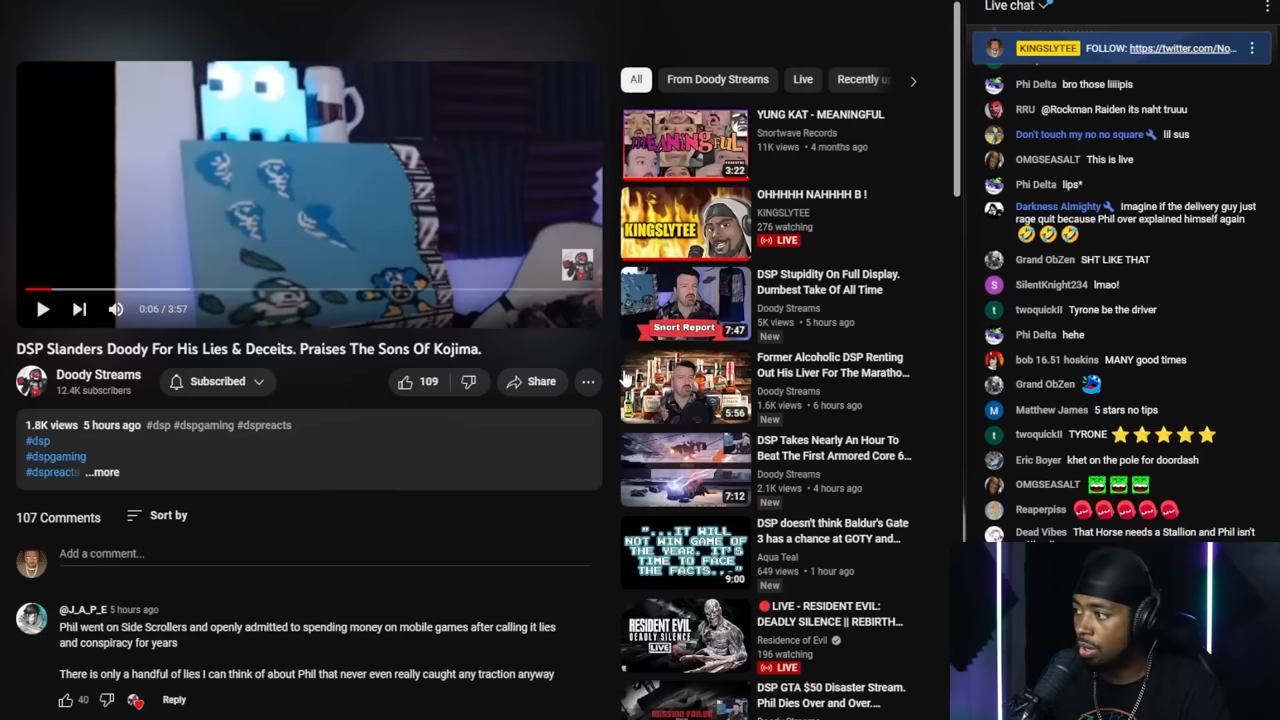 0:06 / 3:57
DSP Slanders Doody For His Lies & Deceits. Praises The Sons Of Kojima.
Doody Streams
12.4K subscribers
Subscribed
109
Share
1.8K views 5 hours ago #dsp #dspgaming #dspreacts
#dsp
#dspgaming
#dspreacts ...more
107 Comments
Sort by
Add a comment...
@J_A_P_E 5 hours ago
Phil went on Side Scrollers and openly admitted to spending money on mobile games after calling it lies
and conspiracy for years
There is only a handful of lies I can think of about Phil that never even really caught any traction anyway
40
Reply
All
From Doody Streams
Live
Recently u
MEANiNGFUL
3:22
YUNG KAT - MEANINGFUL
Snortwave Records
11K views • 4 months ago
KINGSLYTEE
OHHHHH NAHHHH B !
KINGSLYTEE
276 watching
LIVE
Snort Report
7:47
DSP Stupidity On Full Display.
Dumbest Take Of All Time
Doody Streams
5K views • 5 hours ago
New
5:56
Former Alcoholic DSP Renting
Out His Liver For The Maratho...
Doody Streams
1.6K views • 6 hours ago
New
7:12
DSP Takes Nearly An Hour To
Beat The First Armored Core 6...
Doody Streams
2.1K views • 4 hours ago
New
"...IT WILL
NOT WIN GAME OF
THE YEAR. IT'S
TIME TO FACE
THE FACTS..."
9:00
DSP doesn't think Baldur's Gate
3 has a chance at GOTY and...
Aqua Teal
649 views • 1 hour ago
New
RESIDENT EVIL
DEADLY SILENCE
LIVE
🔴LIVE - RESIDENT EVIL:
DEADLY SILENCE || REBIRTH...
Residence of Evil
196 watching
LIVE
MISSION FAILED
DSP GTA $50 Disaster Stream.
Phil Dies Over and Over....
Live chat
KINGSLYTEE FOLLOW: https://twitter.com/No...
Phi Delta bro those liiiipis
RRU @Rockman Raiden its naht truuu
Don't touch my no no square lil sus
OMGSEASALT This is live
Phi Delta lips*
Darkness Almighty Imagine if the delivery guy just
rage quit because Phil over explained himself again
🤣🤣🤣
Grand ObZen SHT LIKE THAT
SilentKnight234 lmao!
twoquickII Tyrone be the driver
Phi Delta hehe
bob 16.51 hoskins MANY good times
Grand ObZen
Matthew James 5 stars no tips
twoquickII TYRONE ⭐⭐⭐⭐⭐
Eric Boyer khet on the pole for doordash
OMGSEASALT
Reaperpiss
Dead Vibes That Horse needs a Stallion and Phil isn't